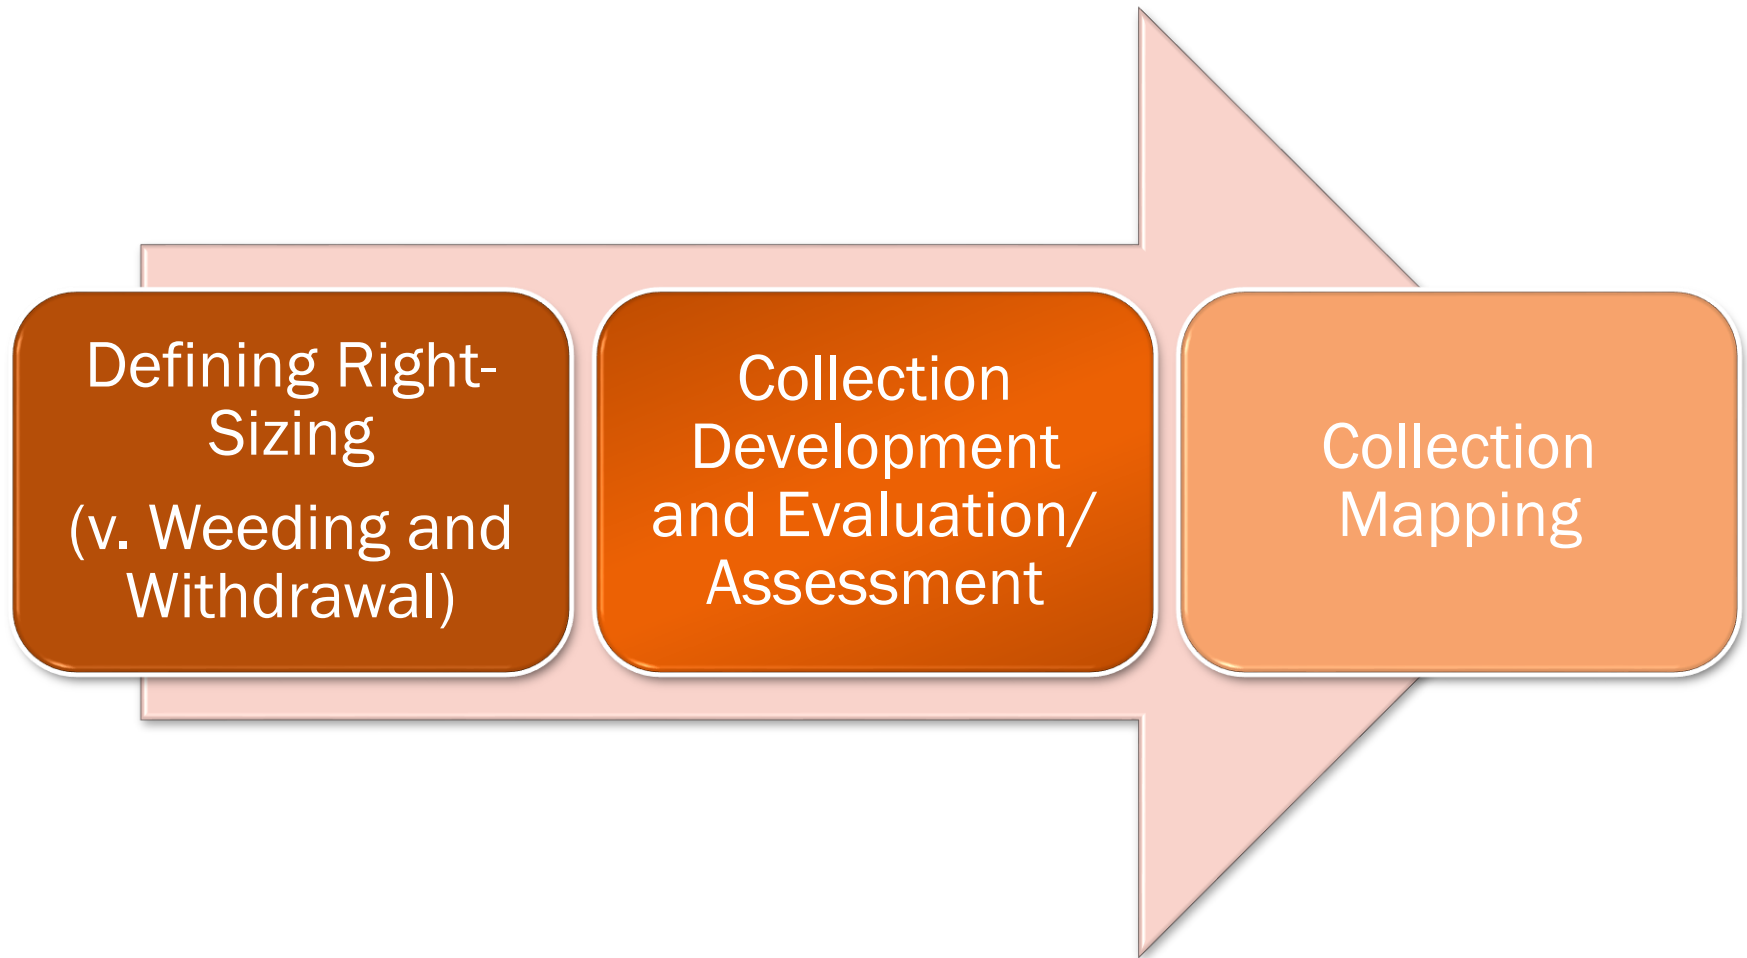 Defining Right-
Sizing
(v. Weeding and
Withdrawal)
Collection
Development
and Evaluation/
Assessment
Collection
Mapping